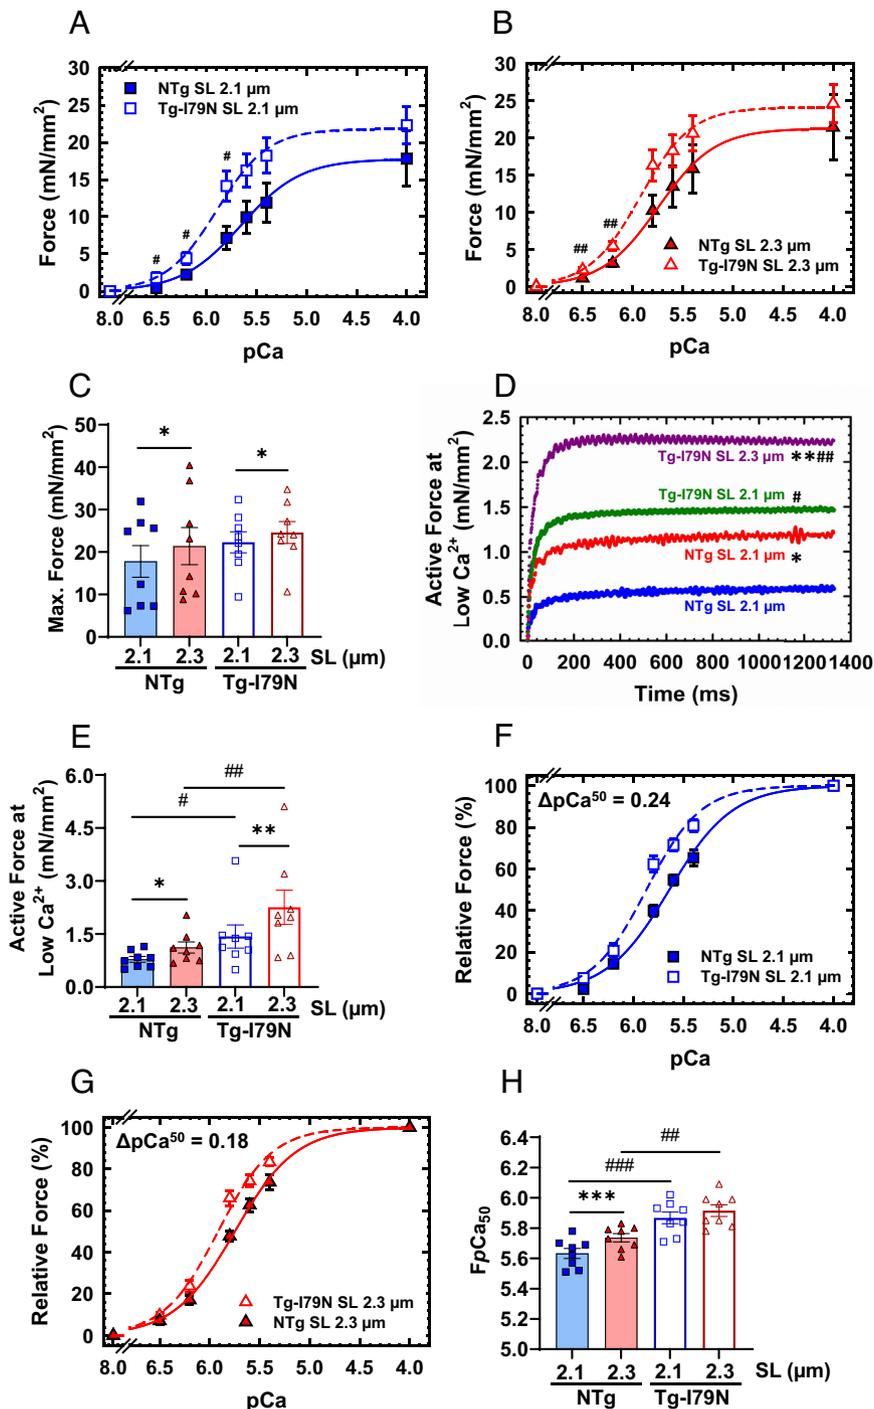 A
30
25
20
15
10
5
0
Force (mN/mm²)
NTg SL 2.1 µm
Tg-I79N SL 2.1 µm
#
#
#
8.0 6.5 6.0 5.5 5.0 4.5 4.0
pCa
B
30
25
20
15
10
5
0
Force (mN/mm²)
##
##
NTg SL 2.3 µm
Tg-I79N SL 2.3 µm
8.0 6.5 6.0 5.5 5.0 4.5 4.0
pCa
C
50
40
30
20
10
0
Max. Force (mN/mm²)
*
*
2.1 2.3 2.1 2.3 SL (µm)
NTg Tg-I79N
D
2.5
2.0
1.5
1.0
0.5
0.0
Active Force at
Low Ca²⁺ (mN/mm²)
Tg-I79N SL 2.3 µm **##
Tg-I79N SL 2.1 µm #
NTg SL 2.1 µm *
NTg SL 2.1 µm
0 200 400 600 800 1000 1200 1400
Time (ms)
E
6.0
4.5
3.0
1.5
0.0
Active Force at
Low Ca²⁺ (mN/mm²)
##
#
**
*
2.1 2.3 2.1 2.3 SL (µm)
NTg Tg-I79N
F
100
80
60
40
20
0
Relative Force (%)
ΔpCa⁵⁰ = 0.24
NTg SL 2.1 µm
Tg-I79N SL 2.1 µm
8.0 6.5 6.0 5.5 5.0 4.5 4.0
pCa
G
100
80
60
40
20
0
Relative Force (%)
ΔpCa⁵⁰ = 0.18
Tg-I79N SL 2.3 µm
NTg SL 2.3 µm
8.0 6.5 6.0 5.5 5.0 4.5 4.0
pCa
H
6.4
6.2
6.0
5.8
5.6
5.4
5.2
5.0
FpCa₅₀
##
###
***
2.1 2.3 2.1 2.3 SL (µm)
NTg Tg-I79N